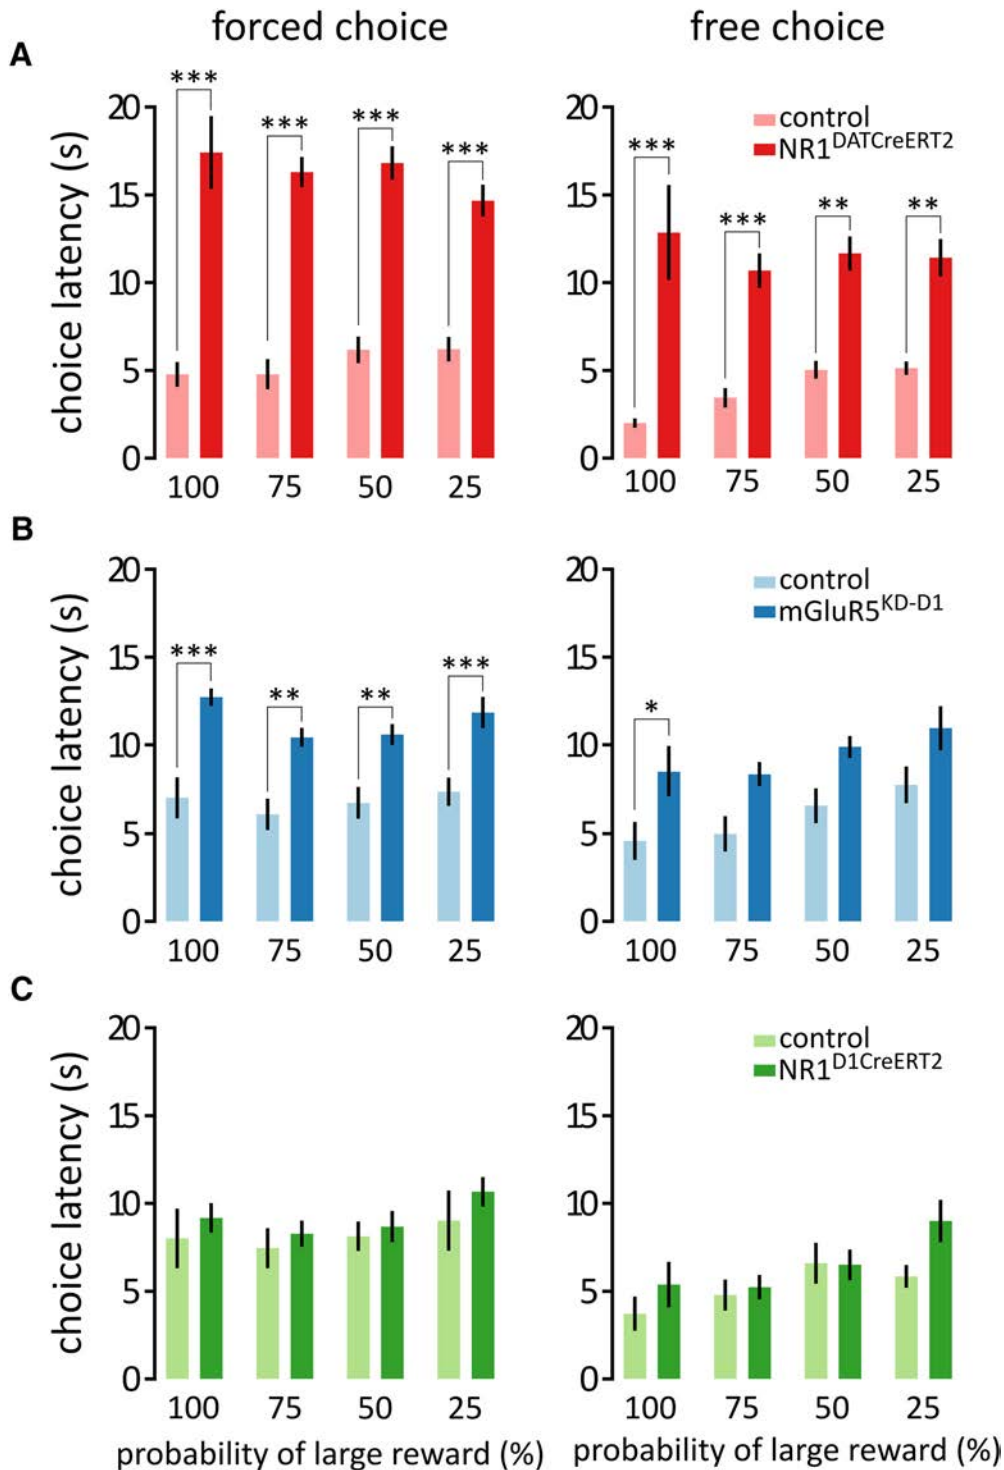 forced choice
free choice
A
choice latency (s)
20
15
10
5
0
***
***
***
***
100 75 50 25
20
15
10
5
0
***
***
**
**
control
NR1DATCreERT2
100 75 50 25
B
choice latency (s)
20
15
10
5
0
***
**
**
***
100 75 50 25
20
15
10
5
0
*
control
mGluR5KD-D1
100 75 50 25
C
choice latency (s)
20
15
10
5
0
100 75 50 25
probability of large reward (%)
20
15
10
5
0
control
NR1D1CreERT2
100 75 50 25
probability of large reward (%)